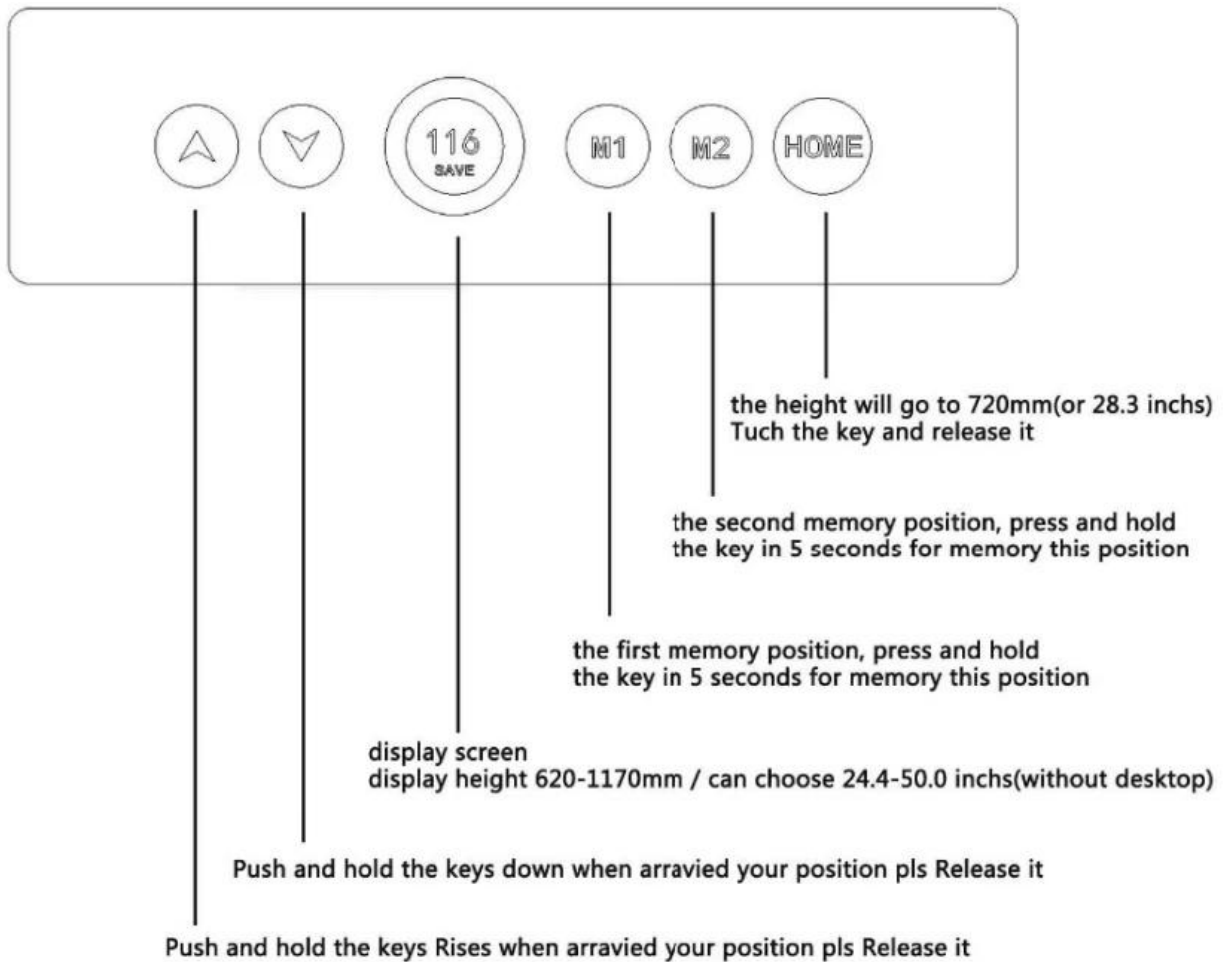 116
SAVE
M1
M2
HOME
the height will go to 720mm(or 28.3 inchs)
Tuch the key and release it
the second memory position, press and hold
the key in 5 seconds for memory this position
the first memory position, press and hold
the key in 5 seconds for memory this position
display screen
display height 620-1170mm / can choose 24.4-50.0 inchs(without desktop)
Push and hold the keys down when arravied your position pls Release it
Push and hold the keys Rises when arravied your position pls Release it